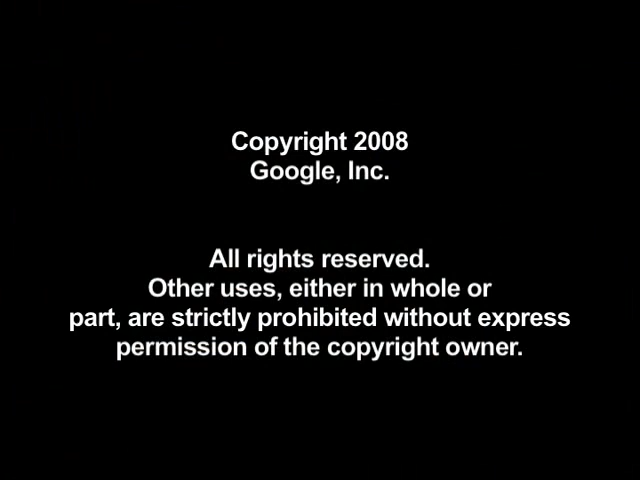 Copyright 2008
Google, Inc.
All rights reserved.
Other uses, either in whole or
part, are strictly prohibited without express
permission of the copyright owner.